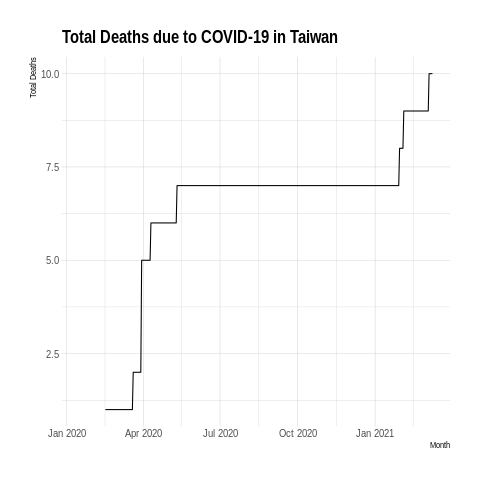 Total Deaths due to COVID-19 in Taiwan
Total Deaths
10.0
7.5
5.0
2.5
Jan 2020 Apr 2020 Jul 2020 Oct 2020 Jan 2021
Month